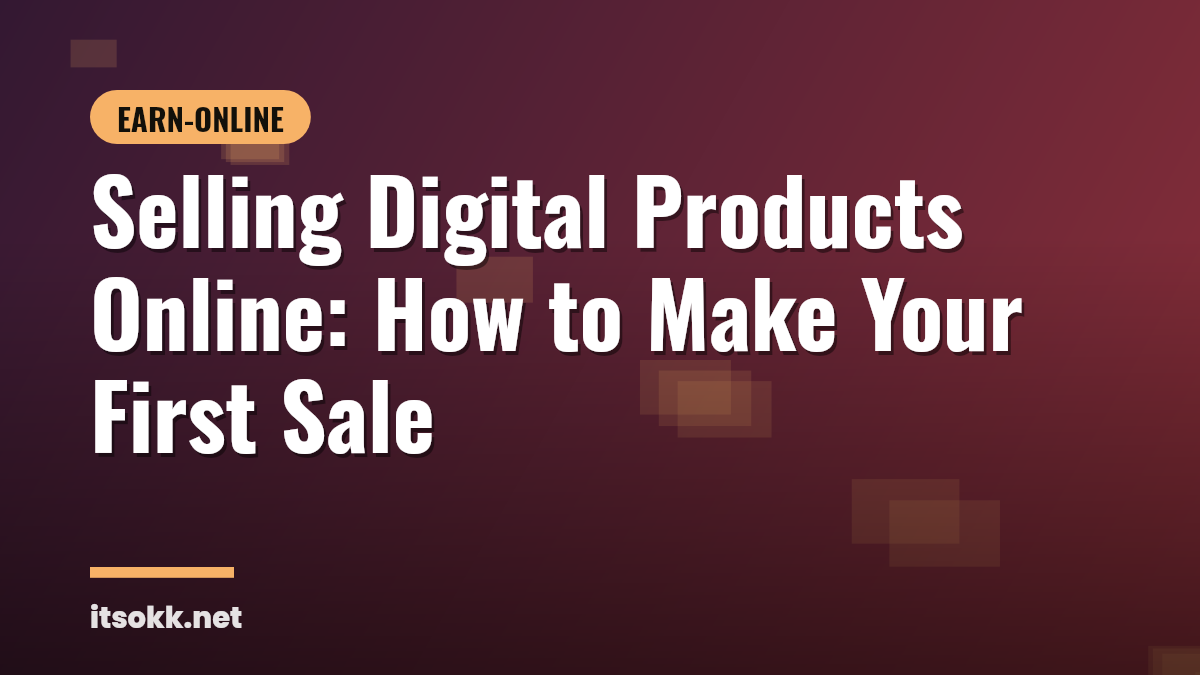 EARN-ONLINE
Selling Digital Products
Online: How to Make Your
First Sale
itsokk.net